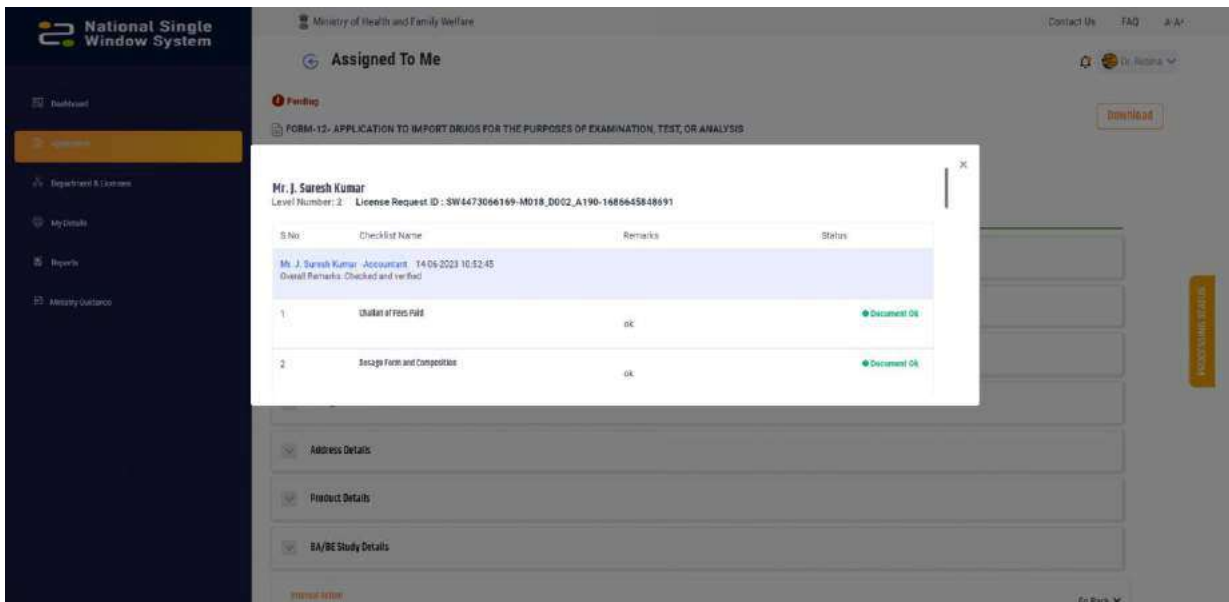 National Single
Window System
Ministry of Health and Family Welfare
Contact Us FAQ A-A+
Assigned To Me
Dashboard
Department & Licenses
My Details
Reports
Ministry Guidance
Pending
FORM-12- APPLICATION TO IMPORT DRUGS FOR THE PURPOSES OF EXAMINATION, TEST, OR ANALYSIS
Download
Mr. J. Suresh Kumar
Level Number: 2 License Request ID : SW4473066169-M018_D002_A190-1686645848691
S.No Checklist Name Remarks Status
Mr. J. Suresh Kumar -Accountant 14-06-2023 10:52:45
Overall Remarks: Checked and verified
1 Challan of Fees Paid ok Document Ok
2 Dosage Form and Composition ok Document Ok
PROCESSING STATUS
Address Details
Product Details
BA/BE Study Details
Go Back